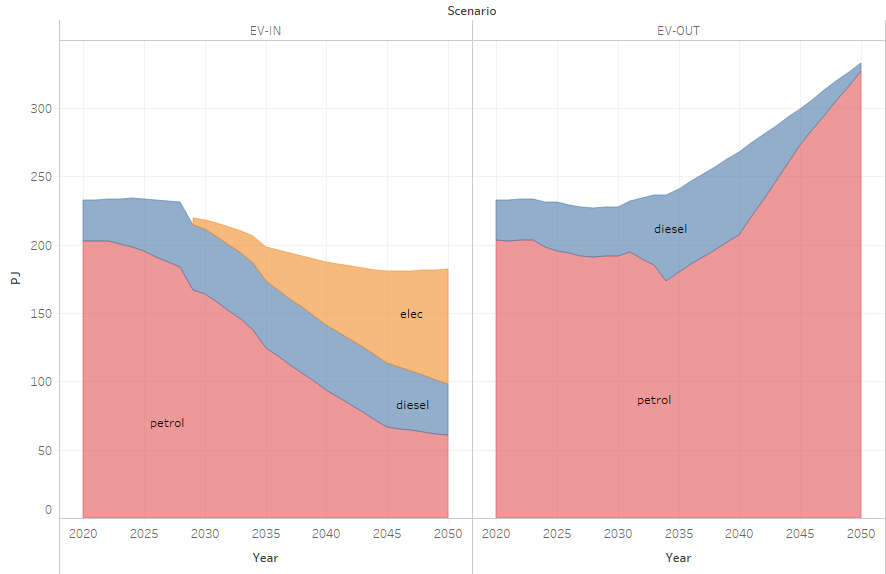 Scenario
EV-IN EV-OUT
PJ
300
250
200
150
100
50
0
elec
diesel
petrol
diesel
petrol
2020 2025 2030 2035 2040 2045 2050 2020 2025 2030 2035 2040 2045 2050
Year Year